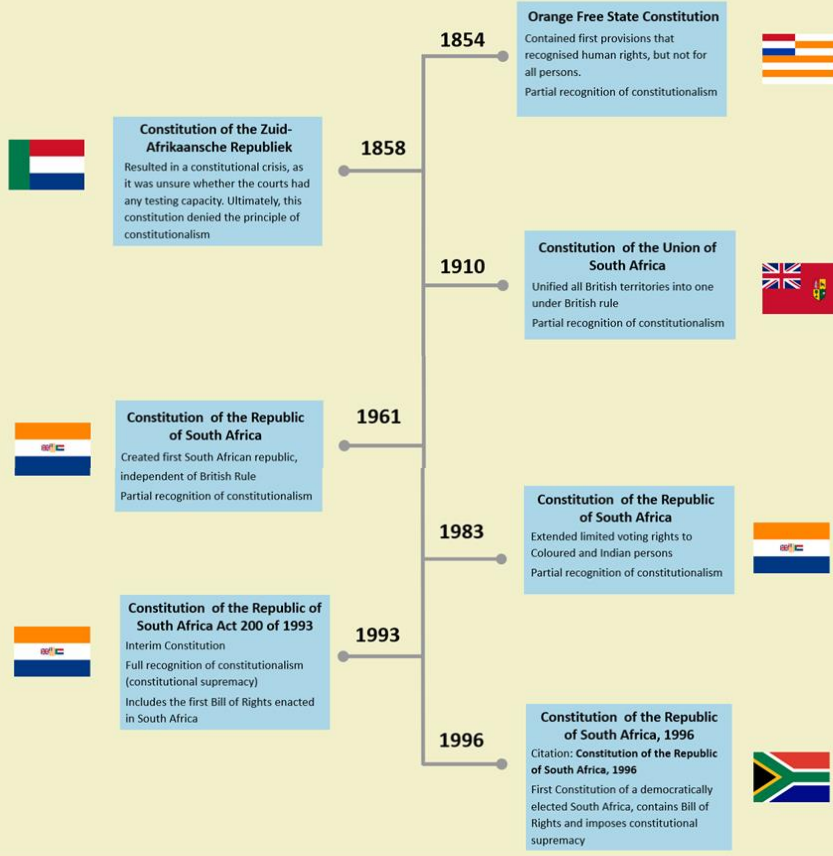 1854
Orange Free State Constitution
Contained first provisions that
recognised human rights, but not for
all persons.
Partial recognition of constitutionalism
1858
Constitution of the Zuid-
Afrikaansche Republiek
Resulted in a constitutional crisis, as
it was unsure whether the courts had
any testing capacity. Ultimately, this
constitution denied the principle of
constitutionalism
1910
Constitution of the Union of
South Africa
Unified all British territories into one
under British rule
Partial recognition of constitutionalism
1961
Constitution of the Republic
of South Africa
Created first South African republic,
independent of British Rule
Partial recognition of constitutionalism
1983
Constitution of the Republic
of South Africa
Extended limited voting rights to
Coloured and Indian persons
Partial recognition of constitutionalism
1993
Constitution of the Republic of
South Africa Act 200 of 1993
Interim Constitution
Full recognition of constitutionalism
(constitutional supremacy)
Includes the first Bill of Rights enacted
in South Africa
1996
Constitution of the Republic
of South Africa, 1996
Citation: Constitution of the Republic
of South Africa, 1996
First Constitution of a democratically
elected South Africa, contains Bill of
Rights and imposes constitutional
supremacy